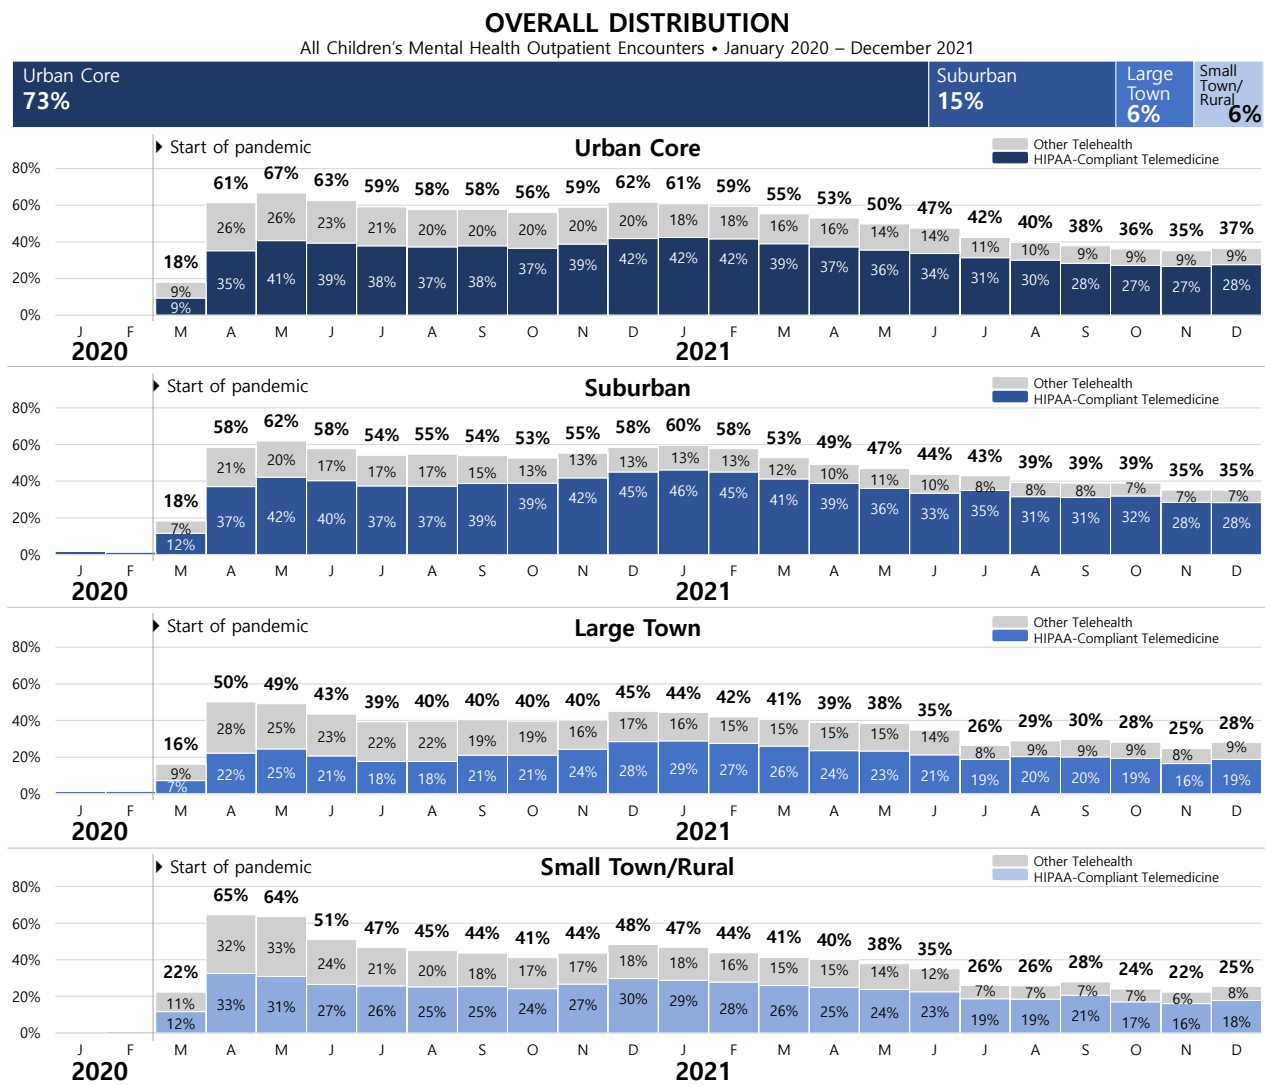 OVERALL DISTRIBUTION
All Children's Mental Health Outpatient Encounters • January 2020 – December 2021
Urban Core
73%
Suburban
15%
Large
Town
6%
Small
Town/
Rural
6%
Start of pandemic
Urban Core
Other Telehealth
HIPAA-Compliant Telemedicine
80%
60%
40%
20%
0%
18% 61% 67% 63% 59% 58% 58% 56% 59% 62% 61% 59% 55% 53% 50% 47% 42% 40% 38% 36% 35% 37%
9% 26% 26% 23% 21% 20% 20% 20% 20% 20% 18% 18% 16% 16% 14% 14% 11% 10% 9% 9% 9% 9%
9% 35% 41% 39% 38% 37% 38% 37% 39% 42% 42% 42% 39% 37% 36% 34% 31% 30% 28% 27% 27% 28%
J F M A M J J A S O N D J F M A M J J A S O N D
2020 2021
Start of pandemic
Suburban
Other Telehealth
HIPAA-Compliant Telemedicine
80%
60%
40%
20%
0%
18% 58% 62% 58% 54% 55% 54% 53% 55% 58% 60% 58% 53% 49% 47% 44% 43% 39% 39% 39% 35% 35%
7% 21% 20% 17% 17% 17% 15% 13% 13% 13% 13% 13% 12% 10% 11% 10% 8% 8% 8% 7% 7% 7%
12% 37% 42% 40% 37% 37% 39% 39% 42% 45% 46% 45% 41% 39% 36% 33% 35% 31% 31% 32% 28% 28%
J F M A M J J A S O N D J F M A M J J A S O N D
2020 2021
Start of pandemic
Large Town
Other Telehealth
HIPAA-Compliant Telemedicine
80%
60%
40%
20%
0%
16% 50% 49% 43% 39% 40% 40% 40% 40% 45% 44% 42% 41% 39% 38% 35% 26% 29% 30% 28% 25% 28%
9% 28% 25% 23% 22% 22% 19% 19% 16% 17% 16% 15% 15% 15% 15% 14% 8% 9% 9% 9% 8% 9%
7% 22% 25% 21% 18% 18% 21% 21% 24% 28% 29% 27% 26% 24% 23% 21% 19% 20% 20% 19% 16% 19%
J F M A M J J A S O N D J F M A M J J A S O N D
2020 2021
Start of pandemic
Small Town/Rural
Other Telehealth
HIPAA-Compliant Telemedicine
80%
60%
40%
20%
0%
22% 65% 64% 51% 47% 45% 44% 41% 44% 48% 47% 44% 41% 40% 38% 35% 26% 26% 28% 24% 22% 25%
11% 32% 33% 24% 21% 20% 18% 17% 17% 18% 18% 16% 15% 15% 14% 12% 7% 7% 7% 7% 6% 8%
12% 33% 31% 27% 26% 25% 25% 24% 27% 30% 29% 28% 26% 25% 24% 23% 19% 19% 21% 17% 16% 18%
J F M A M J J A S O N D J F M A M J J A S O N D
2020 2021